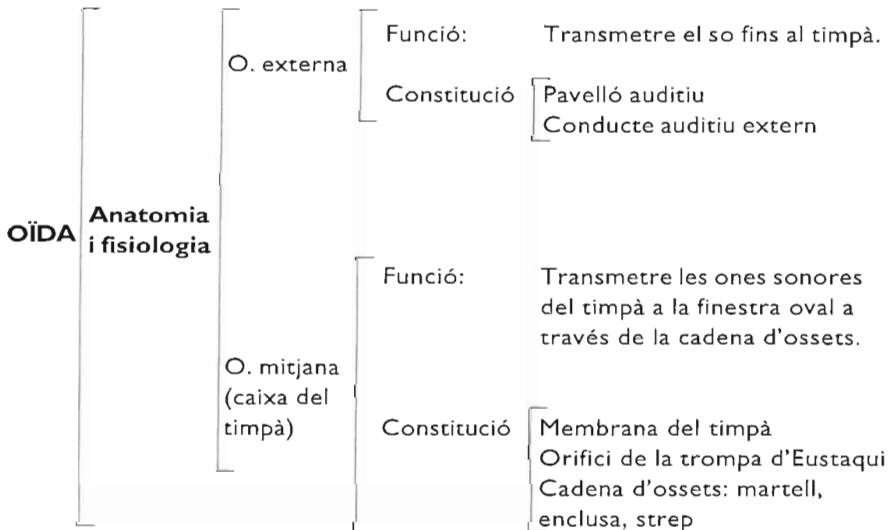 OÏDA
Anatomia
i fisiologia
O. externa
Funció:
Transmetre el so fins al timpà.
Constitució
Pavelló auditiu
Conducte auditiu extern
O. mitjana
(caixa del
timpà)
Funció:
Transmetre les ones sonores
del timpà a la finestra oval a
través de la cadena d'ossets.
Constitució
Membrana del timpà
Orifici de la trompa d'Eustaqui
Cadena d'ossets: martell,
enclusa, strep